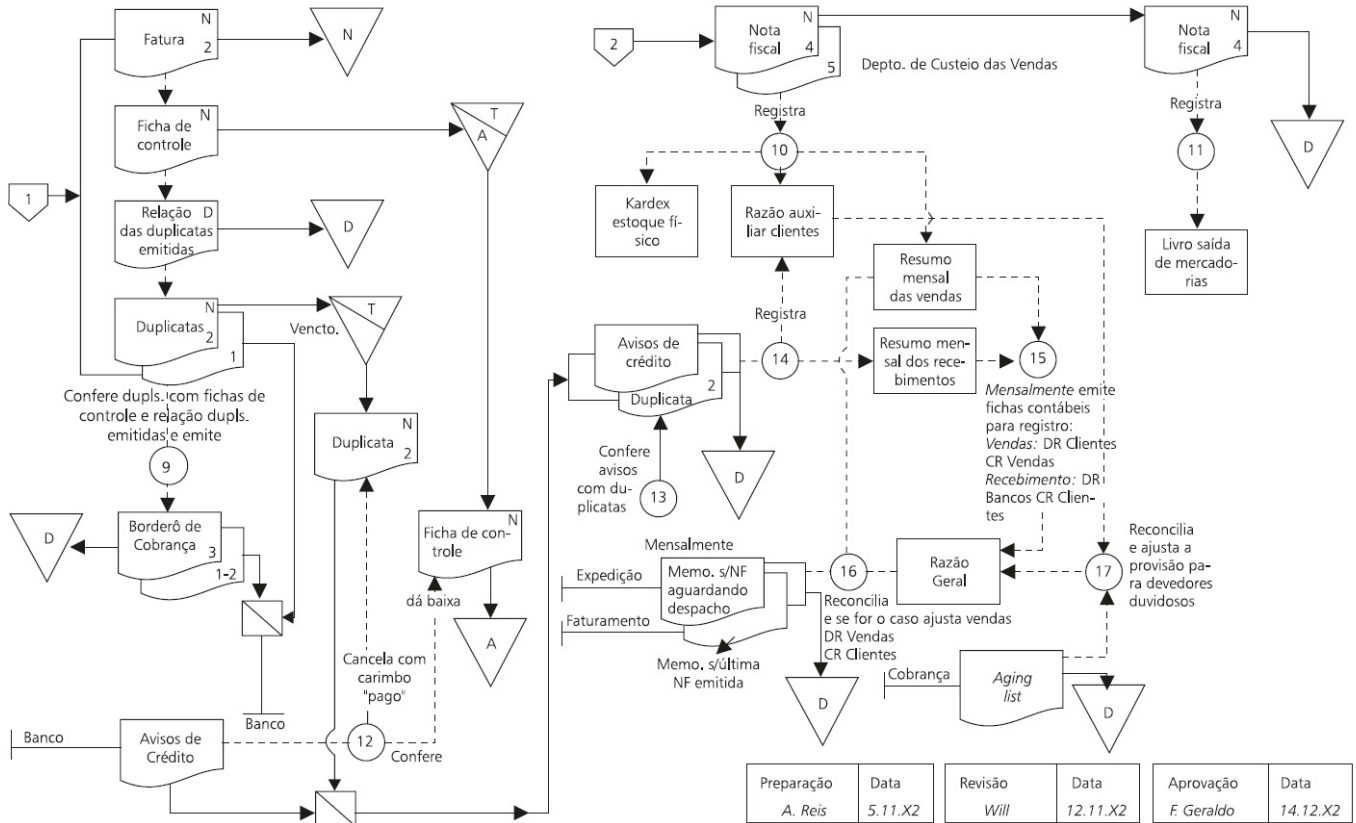 N
Fatura
2
N
N
Ficha de
controle
T
A
1
Relação D
das duplicatas
emitidas
D
N
Duplicatas
2
1
Vencto.
T
Confere dupls. com fichas de
controle e relação dupls.
emitidas e emite
9
N
Duplicata
2
D
Borderô de
Cobrança
3
1-2
N
Ficha de con-
trole
dá baixa
A
Cancela com
carimbo
"pago"
Banco
Banco
Avisos de
Crédito
12
Confere
2
N
Nota
fiscal
4
5
Depto. de Custeio das Vendas
N
Nota
fiscal
4
D
Registra
10
Registra
11
Kardex
estoque fí-
sico
Razão auxi-
liar clientes
Livro saída
de mercado-
rias
Resumo
mensal
das vendas
Registra
Avisos de
crédito
2
Duplicata
14
Resumo men-
sal dos rece-
bimentos
15
Mensalmente emite
fichas contábeis
para registro:
Vendas: DR Clientes
CR Vendas
Recebimento: DR
Bancos CR Clien-
tes
Confere
avisos
com du-
plicatas
13
D
Mensalmente
Expedição
Memo. s/NF
aguardando
despacho
Faturamento
Memo. s/última
NF emitida
16
Reconcilia
e se for o caso ajusta vendas
DR Vendas
CR Clientes
D
Razão
Geral
17
Reconcilia
e ajusta a
provisão pa-
ra devedores
duvidosos
Cobrança
Aging
list
D
Preparação Data
A. Reis 5.11.X2
Revisão Data
Will 12.11.X2
Aprovação Data
F. Geraldo 14.12.X2